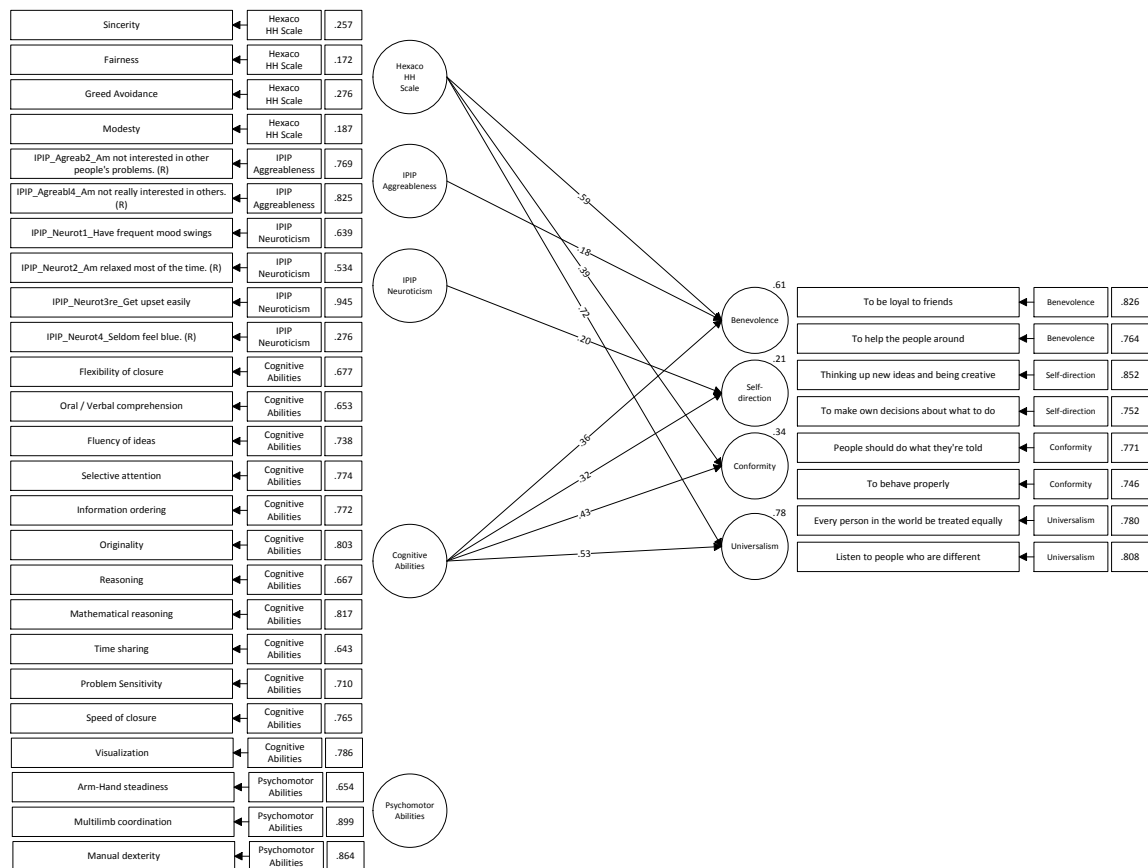 Sincerity
Hexaco
HH Scale
.257
Fairness
Hexaco
HH Scale
.172
Greed Avoidance
Hexaco
HH Scale
.276
Modesty
Hexaco
HH Scale
.187
IPIP_Agreab2_Am not interested in other
people's problems. (R)
IPIP
Aggreableness
.769
IPIP_Agreabl4_Am not really interested in others.
(R)
IPIP
Aggreableness
.825
IPIP_Neurot1_Have frequent mood swings
IPIP
Neuroticism
.639
IPIP_Neurot2_Am relaxed most of the time. (R)
IPIP
Neuroticism
.534
IPIP_Neurot3re_Get upset easily
IPIP
Neuroticism
.945
IPIP_Neurot4_Seldom feel blue. (R)
IPIP
Neuroticism
.276
Flexibility of closure
Cognitive
Abilities
.677
Oral / Verbal comprehension
Cognitive
Abilities
.653
Fluency of ideas
Cognitive
Abilities
.738
Selective attention
Cognitive
Abilities
.774
Information ordering
Cognitive
Abilities
.772
Originality
Cognitive
Abilities
.803
Reasoning
Cognitive
Abilities
.667
Mathematical reasoning
Cognitive
Abilities
.817
Time sharing
Cognitive
Abilities
.643
Problem Sensitivity
Cognitive
Abilities
.710
Speed of closure
Cognitive
Abilities
.765
Visualization
Cognitive
Abilities
.786
Arm-Hand steadiness
Psychomotor
Abilities
.654
Multilimb coordination
Psychomotor
Abilities
.899
Manual dexterity
Psychomotor
Abilities
.864
Hexaco
HH
Scale
IPIP
Aggreableness
IPIP
Neuroticism
Cognitive
Abilities
Psychomotor
Abilities
.59
.18
.39
.72
.20
.36
.32
.43
.53
.61
Benevolence
.21
Self-
direction
.34
Conformity
.78
Universalism
To be loyal to friends
Benevolence
.826
To help the people around
Benevolence
.764
Thinking up new ideas and being creative
Self-direction
.852
To make own decisions about what to do
Self-direction
.752
People should do what they're told
Conformity
.771
To behave properly
Conformity
.746
Every person in the world be treated equally
Universalism
.780
Listen to people who are different
Universalism
.808